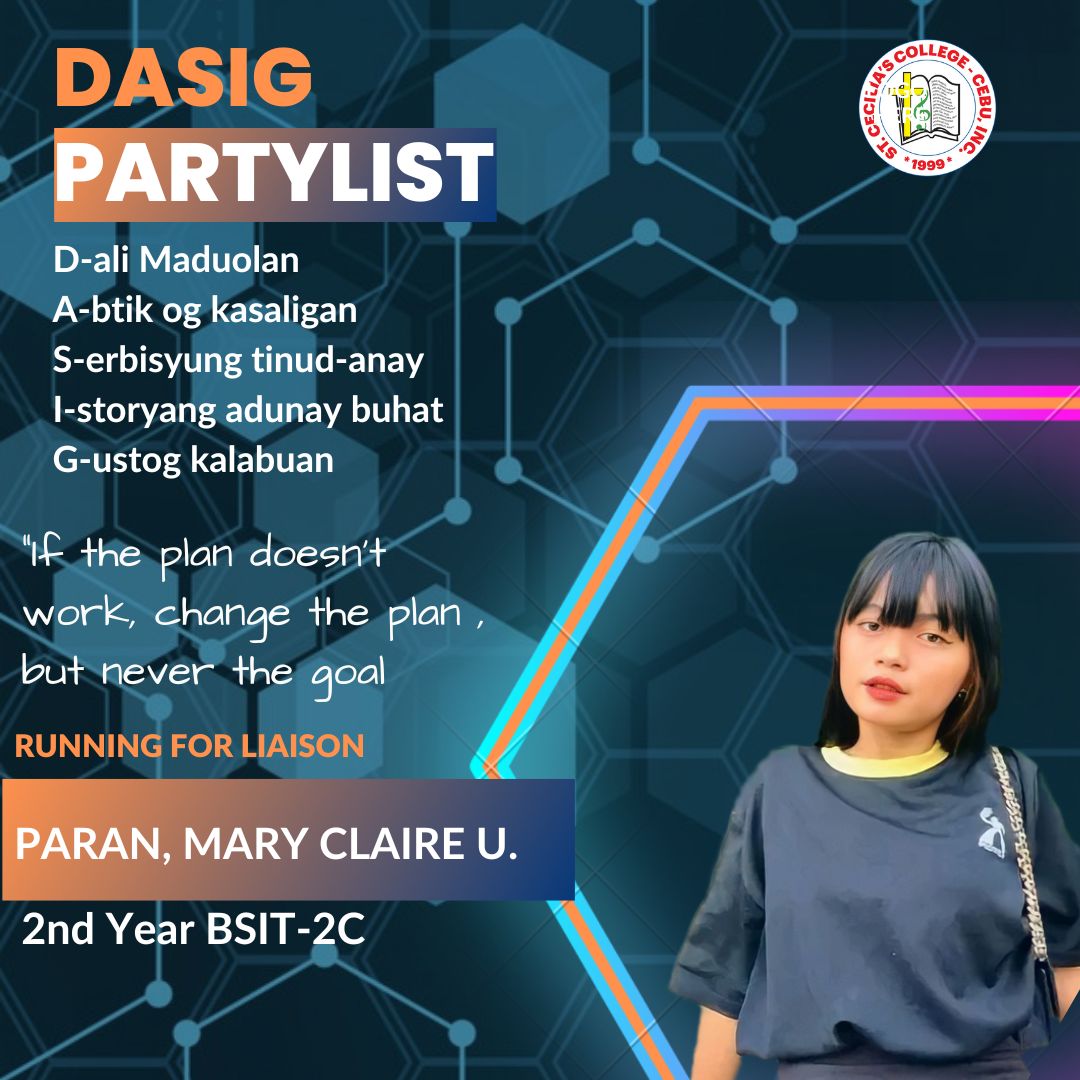 DASIG
PARTYLIST
D-ali Maduolan
A-btik og kasaligan
S-erbisyung tinud-anay
I-storyang adunay buhat
G-ustog kalabuan
"If the plan doesn't
work, change the plan ,
but never the goal
RUNNING FOR LIAISON
PARAN, MARY CLAIRE U.
2nd Year BSIT-2C
ST. CECILIA'S COLLEGE - CEBU, INC.
* 1999 *